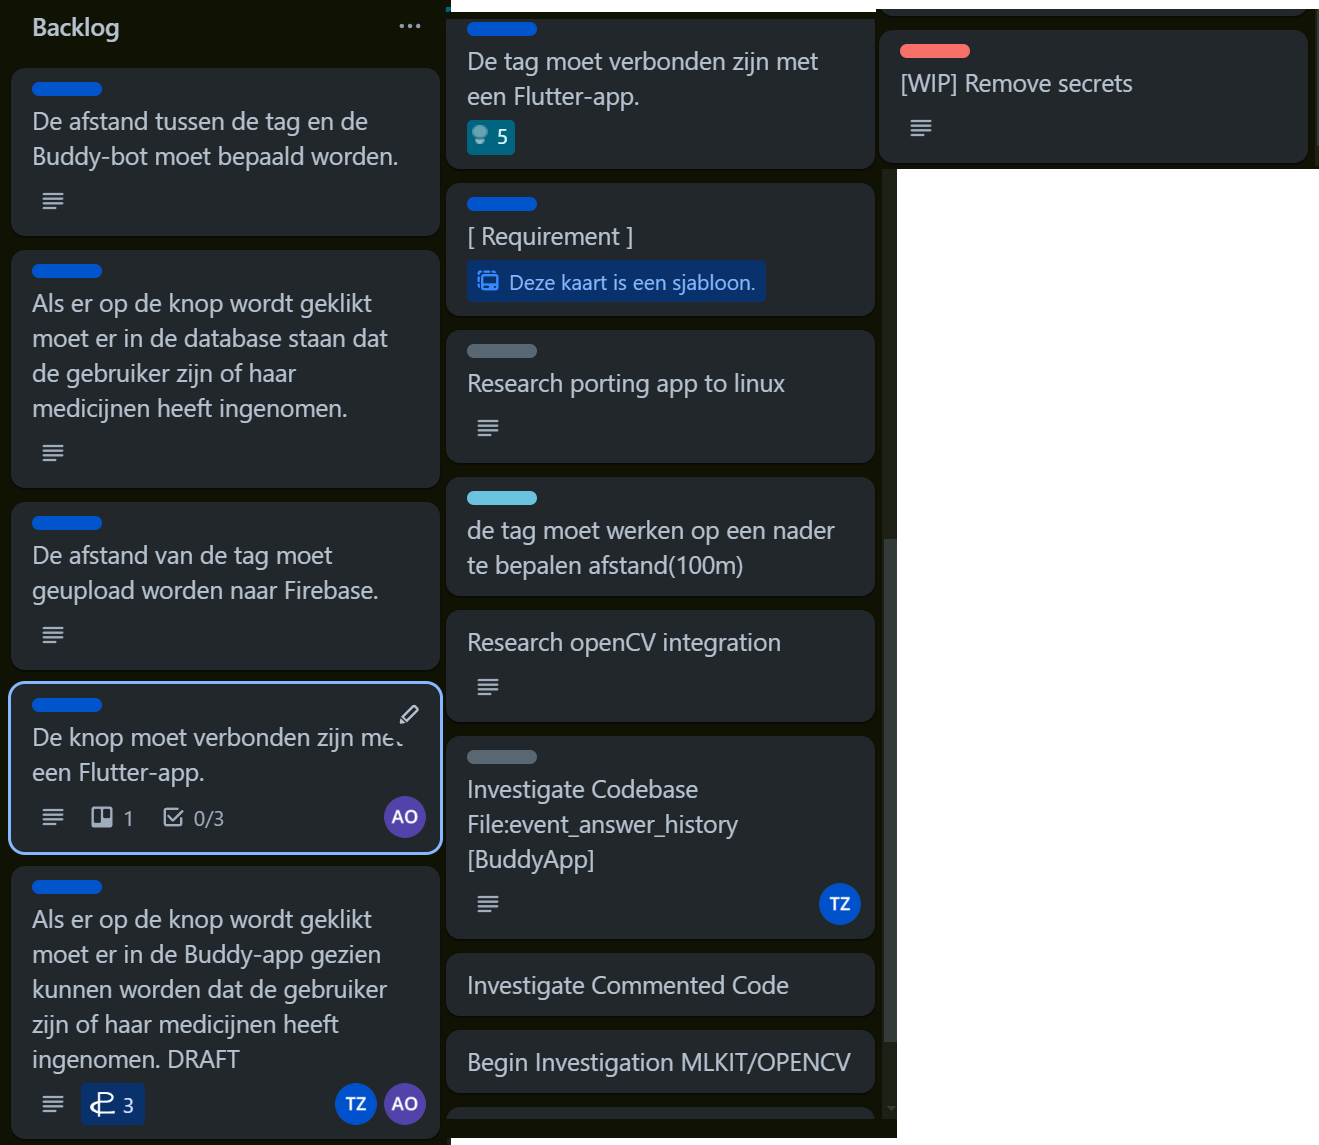 Backlog
De afstand tussen de tag en de
Buddy-bot moet bepaald worden.
Als er op de knop wordt geklikt
moet er in de database staan dat
de gebruiker zijn of haar
medicijnen heeft ingenomen.
De afstand van de tag moet
geupload worden naar Firebase.
De knop moet verbonden zijn met
een Flutter-app.
1
0/3
AO
Als er op de knop wordt geklikt
moet er in de Buddy-app gezien
kunnen worden dat de gebruiker
zijn of haar medicijnen heeft
ingenomen. DRAFT
3
TZ
AO
De tag moet verbonden zijn met
een Flutter-app.
5
[ Requirement ]
Deze kaart is een sjabloon.
Research porting app to linux
de tag moet werken op een nader
te bepalen afstand(100m)
Research openCV integration
Investigate Codebase
File:event_answer_history
[BuddyApp]
TZ
Investigate Commented Code
Begin Investigation MLKIT/OPENCV
[WIP] Remove secrets